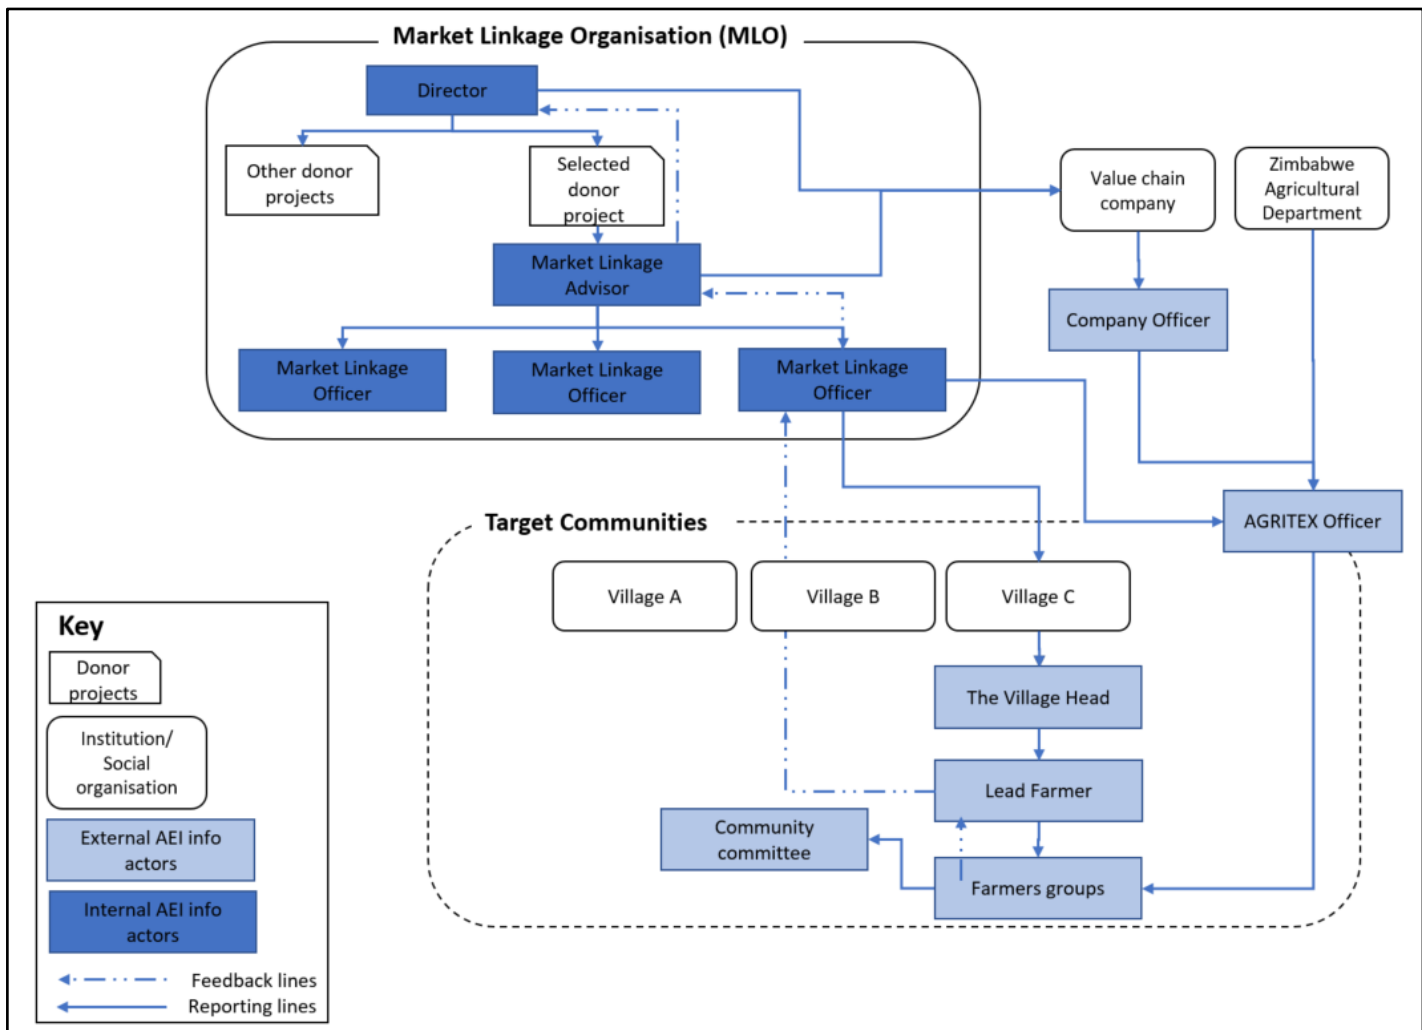 Market Linkage Organisation (MLO)
Director
Other donor
projects
Selected
donor
project
Value chain
company
Zimbabwe
Agricultural
Department
Market Linkage
Advisor
Company Officer
Market Linkage
Officer
Market Linkage
Officer
Market Linkage
Officer
AGRITEX Officer
Target Communities
Village A
Village B
Village C
The Village Head
Lead Farmer
Community
committee
Farmers groups
Key
Donor
projects
Institution/
Social
organisation
External AEI info
actors
Internal AEI info
actors
Feedback lines
Reporting lines